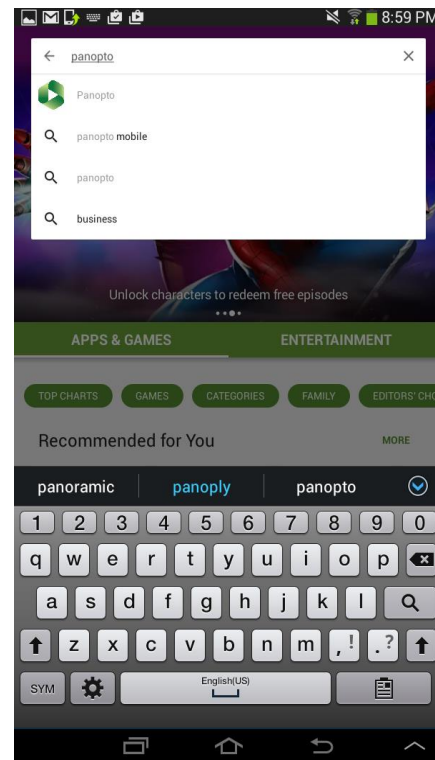 8:59 PM
panopto
Panopto
panopto mobile
panopto
business
Unlock characters to redeem free episodes
APPS & GAMES ENTERTAINMENT
TOP CHARTS GAMES CATEGORIES FAMILY EDITORS' CHO
Recommended for You MORE
panoramic panoply panopto
1 2 3 4 5 6 7 8 9 0
q w e r t y u i o p
a s d f g h j k l
z x c v b n m , ! . ?
SYM English(US)